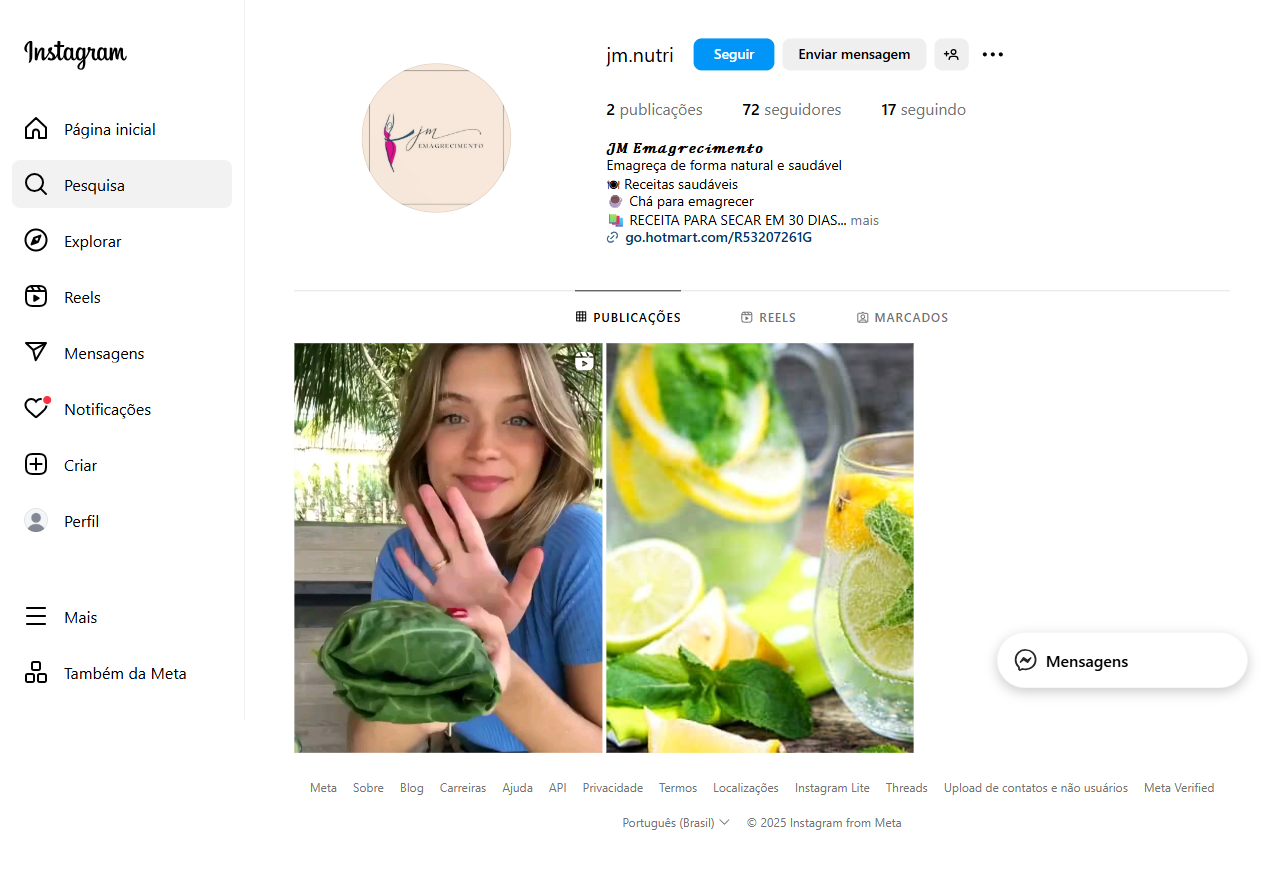 Instagram
Página inicial
Pesquisa
Explorar
Reels
Mensagens
Notificações
Criar
Perfil
Mais
Também da Meta
jm
EMAGRECIMENTO
jm.nutri Seguir Enviar mensagem
2 publicações 72 seguidores 17 seguindo
JM Emagrecimento
Emagreça de forma natural e saudável
🍽️ Receitas saudáveis
Chá para emagrecer
📚 RECEITA PARA SECAR EM 30 DIAS... mais
go.hotmart.com/R53207261G
PUBLICAÇÕES REELS MARCADOS
Mensagens
Meta Sobre Blog Carreiras Ajuda API Privacidade Termos Localizações Instagram Lite Threads Upload de contatos e não usuários Meta Verified
Português (Brasil) © 2025 Instagram from Meta